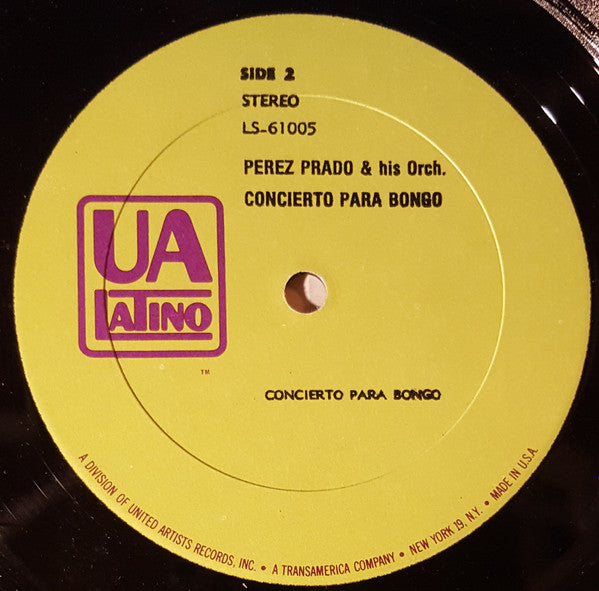 SIDE 2
STEREO
LS-61005
PEREZ PRADO & his Orch.
CONCIERTO PARA BONGO
UA
LATINO
TM
CONCIERTO PARA BONGO
A DIVISION OF UNITED ARTISTS RECORDS, INC. • A TRANSAMERICA COMPANY • NEW YORK 19, N.Y. • MADE IN U.S.A.